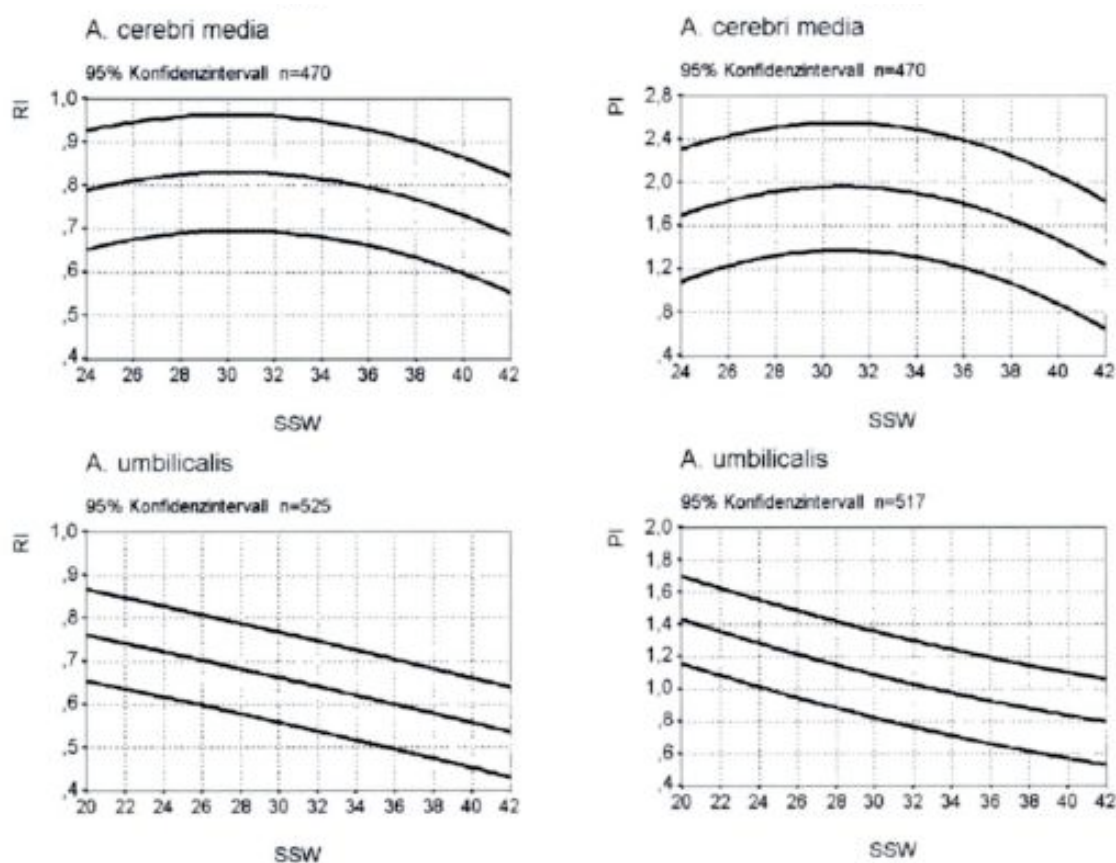 A. cerebri media
95% Konfidenzintervall n=470
RI
1,0
,9
,8
,7
,6
,5
,4
24 26 28 30 32 34 36 38 40 42
SSW
A. cerebri media
95% Konfidenzintervall n=470
PI
2,8
2,4
2,0
1,6
1,2
,8
,4
24 26 28 30 32 34 36 38 40 42
SSW
A. umbilicalis
95% Konfidenzintervall n=525
RI
1,0
,9
,8
,7
,6
,5
,4
20 22 24 26 28 30 32 34 36 38 40 42
SSW
A. umbilicalis
95% Konfidenzintervall n=517
PI
2,0
1,8
1,6
1,4
1,2
1,0
,8
,6
,4
20 22 24 26 28 30 32 34 36 38 40 42
SSW